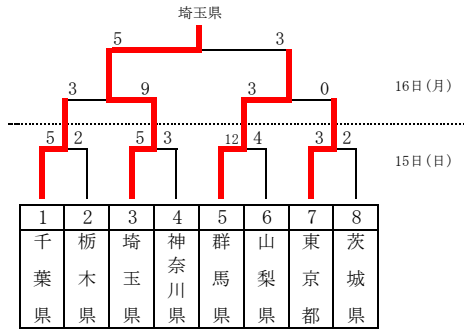 埼玉県
5 3
3 9 3 0
16日(月)
5 2 5 3 12 4 3 2
15日(日)
1 2 3 4 5 6 7 8
千葉県 栃木県 埼玉県 神奈川県 群馬県 山梨県 東京都 茨城県